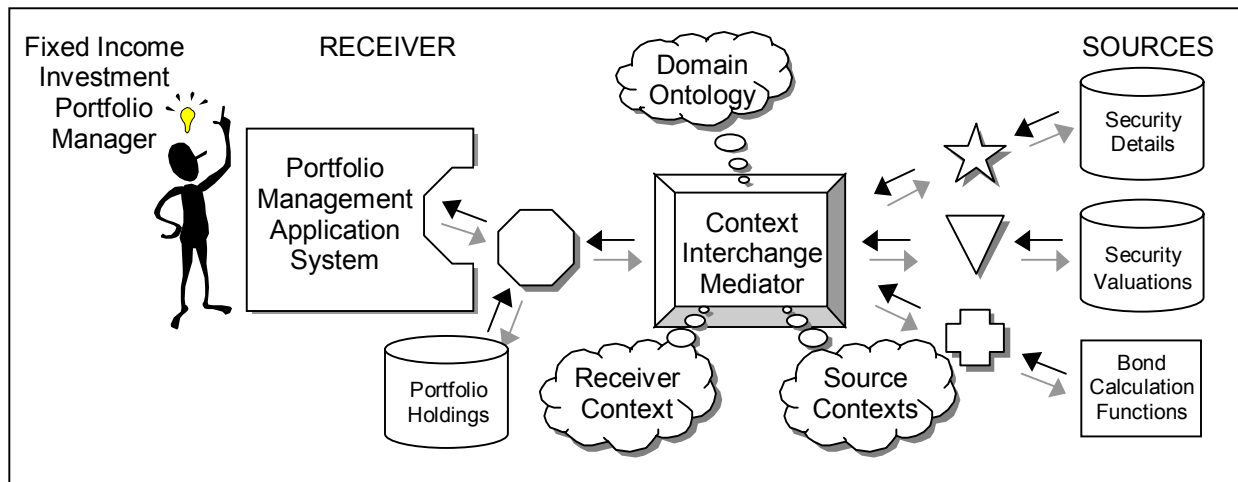 Fixed Income
Investment
Portfolio
Manager
RECEIVER
Portfolio
Management
Application
System
Portfolio
Holdings
Domain
Ontology
Context
Interchange
Mediator
Receiver
Context
Source
Contexts
SOURCES
Security
Details
Security
Valuations
Bond
Calculation
Functions